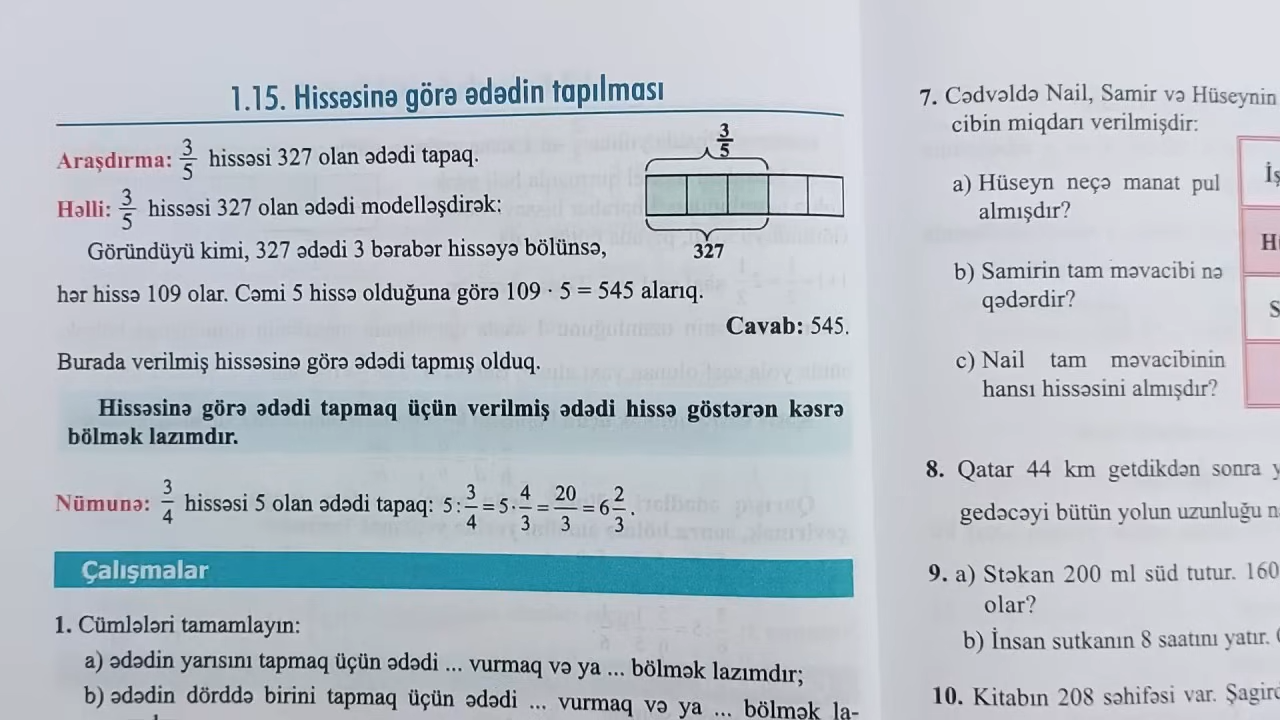 1.15. Hissəsinə görə ədədin tapılması
Araşdırma: 3/5 hissəsi 327 olan ədədi tapaq.
Həlli: 3/5 hissəsi 327 olan ədədi modelləşdirək:
3/5
327
Göründüyü kimi, 327 ədədi 3 bərabər hissəyə bölünsə,
hər hissə 109 olar. Cəmi 5 hissə olduğuna görə 109 · 5 = 545 alarıq.
Cavab: 545.
Burada verilmiş hissəsinə görə ədədi tapmış olduq.
Hissəsinə görə ədədi tapmaq üçün verilmiş ədədi hissə göstərən kəsrə
bölmək lazımdır.
Nümunə: 3/4 hissəsi 5 olan ədədi tapaq: 5 : 3/4 = 5 · 4/3 = 20/3 = 6 2/3.
Çalışmalar
1. Cümlələri tamamlayın:
a) ədədin yarısını tapmaq üçün ədədi ... vurmaq və ya ... bölmək lazımdır;
b) ədədin dörddə birini tapmaq üçün ədədi ... vurmaq və ya ... bölmək la-
7. Cədvəldə Nail, Samir və Hüseynin
cibin miqdarı verilmişdir:
a) Hüseyn neçə manat pul
almışdır?
b) Samirin tam məvacibi nə
qədərdir?
c) Nail tam məvacibinin
hansı hissəsini almışdır?
8. Qatar 44 km getdikdən sonra
gedəcəyi bütün yolun uzunluğu
9. a) Stəkan 200 ml süd tutur. 160
olar?
b) İnsan sutkanın 8 saatını yatır.
10. Kitabın 208 səhifəsi var.